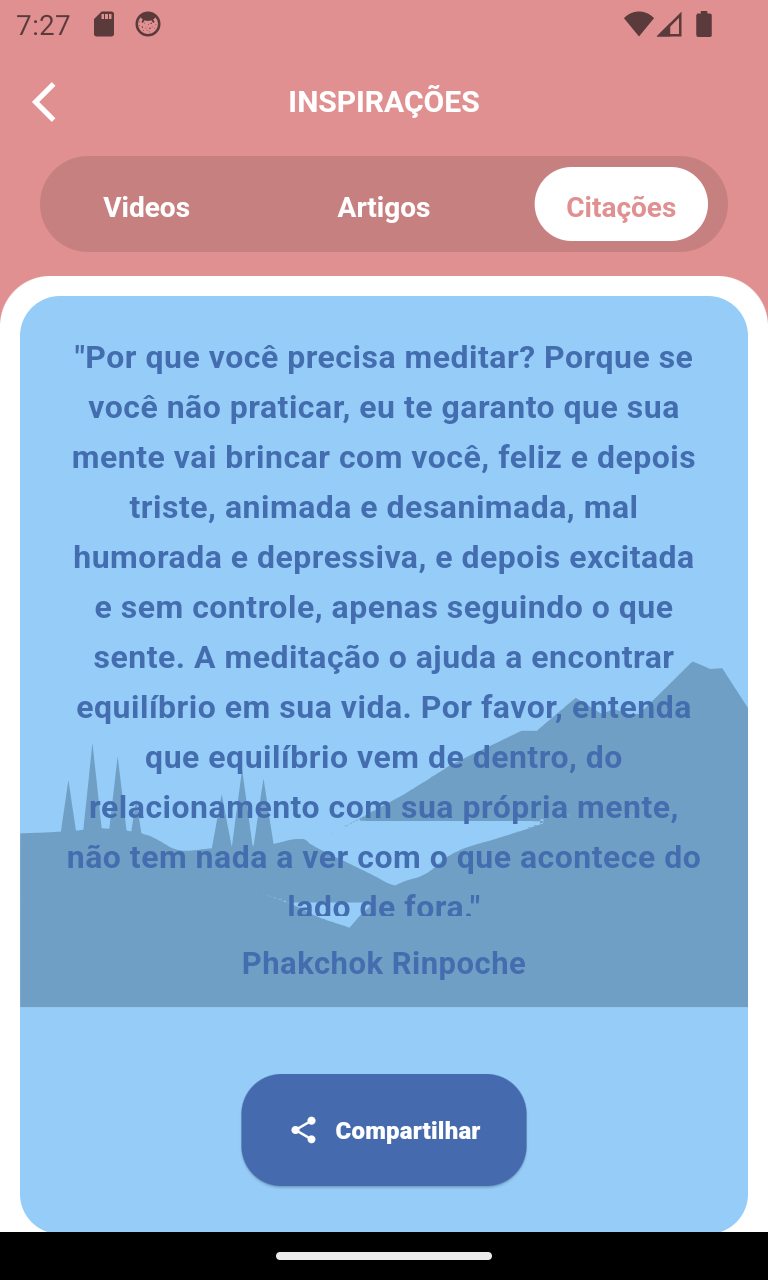 7:27
INSPIRAÇÕES
Videos Artigos Citações
"Por que você precisa meditar? Porque se
você não praticar, eu te garanto que sua
mente vai brincar com você, feliz e depois
triste, animada e desanimada, mal
humorada e depressiva, e depois excitada
e sem controle, apenas seguindo o que
sente. A meditação o ajuda a encontrar
equilíbrio em sua vida. Por favor, entenda
que equilíbrio vem de dentro, do
relacionamento com sua própria mente,
não tem nada a ver com o que acontece do
lado de fora."
Phakchok Rinpoche
Compartilhar